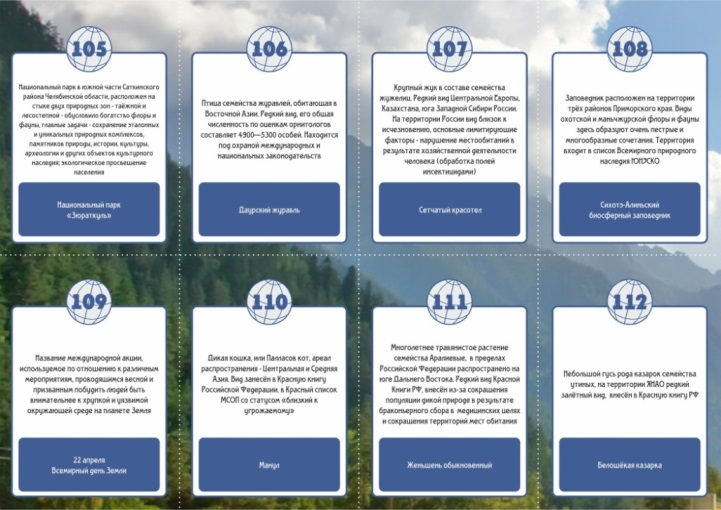 105
Национальный парк в южной части Саткинского
района Челябинской области, расположен на
стыке двух природных зон - таёжной и
лесостепной - обусловило богатство флоры и
фауны, главные задачи - сохранение эталонных
и уникальных природных комплексов,
памятников природы, истории, культуры,
археологии и других объектов культурного
наследия; экологическое просвещение
населения
Национальный парк
«Зюраткуль»
106
Птица семейства журавлей, обитающая в
Восточной Азии. Редкий вид, его общая
численность по оценкам орнитологов
составляет 4900—5300 особей. Находится
под охраной международных и
национальных законодательств
Даурский журавль
107
Крупный жук в составе семейства
жужелиц. Редкий вид Центральной Европы,
Казахстана, юга Западной Сибири России.
На территории России вид близок к
исчезновению, основные лимитирующие
факторы - нарушение местообитаний в
результате хозяйственной деятельности
человека (обработка полей
инсектицидами)
Сетчатый красотел
108
Заповедник расположен на территории
трёх районов Приморского края. Виды
охотской и маньчжурской флоры и фауны
здесь образуют очень пестрые и
многообразные сочетания. Территория
входит в список Всемирного природного
наследия ЮНЭСКО
Сихотэ-Алиньский
биосферный заповедник
109
Название международной акции,
используемое по отношению к различным
мероприятиям, проводящимся весной и
призванным побудить людей быть
внимательнее к хрупкой и уязвимой
окружающей среде на планете Земля
22 апреля
Всемирный день Земли
110
Дикая кошка, или Палласов кот, ареал
распространения - Центральная и Средняя
Азия. Вид занесён в Красную книгу
Российской Федерации, в Красный список
МСОП со статусом «близкий к
угрожаемому»
Манул
111
Многолетнее травянистое растение
семейства Аралиевые, в пределах
Российской Федерации распространено на
юге Дальнего Востока. Редкий вид Красной
Книги РФ, внесён из-за сокращения
популяции дикой природе в результате
браконьерного сбора в медицинских целях
и сокращения территорий мест обитания
Женьшень обыкновенный
112
Небольшой гусь рода казарок семейства
утиных, на территории ЯНАО редкий
залётный вид, внесён в Красную книгу РФ
Белощёкая казарка